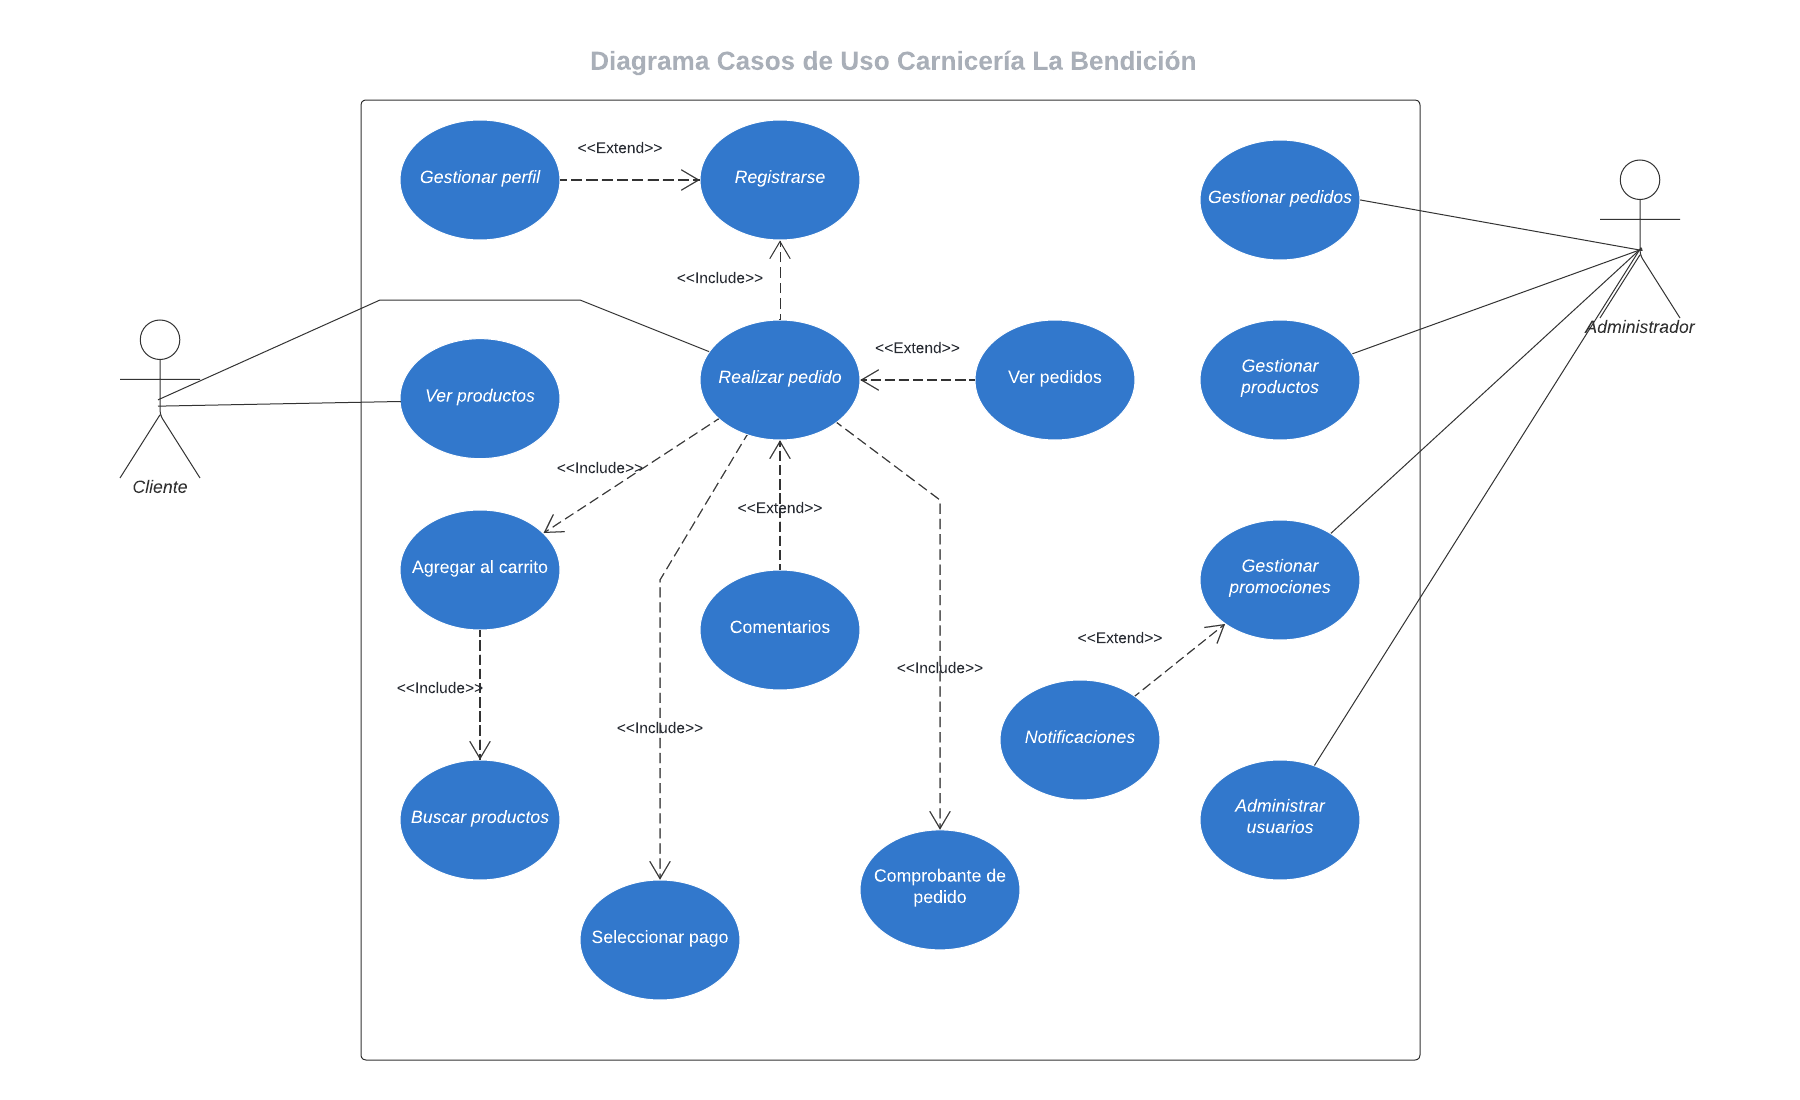 Diagrama Casos de Uso Carnicería La Bendición
Gestionar perfil
<<Extend>>
Registrarse
Gestionar pedidos
<<Include>>
Cliente
Ver productos
Realizar pedido
<<Extend>>
Ver pedidos
Gestionar
productos
Administrador
<<Include>>
<<Extend>>
Agregar al carrito
Comentarios
Gestionar
promociones
<<Extend>>
<<Include>>
<<Include>>
<<Include>>
Notificaciones
Buscar productos
Administrar
usuarios
Comprobante de
pedido
Seleccionar pago